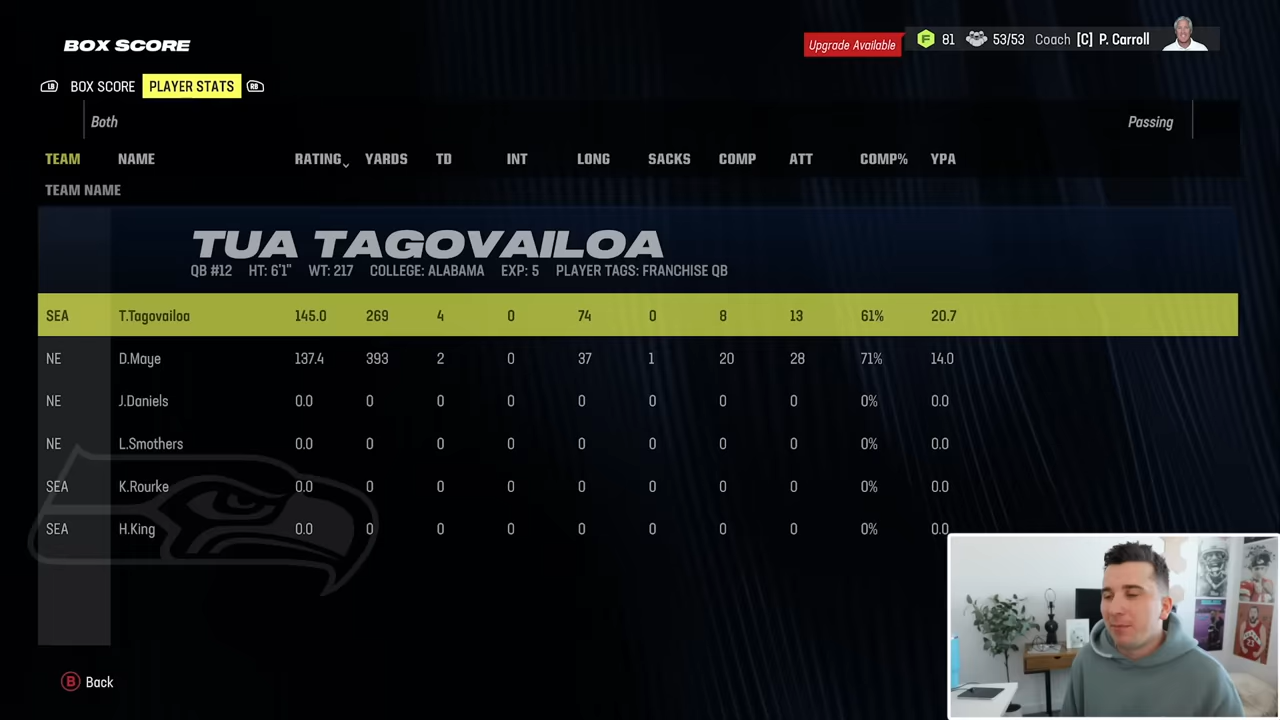 BOX SCORE
Upgrade Available
F 81 53/53 Coach [C] P. Carroll
LB BOX SCORE PLAYER STATS RB
Both Passing
TEAM NAME RATING YARDS TD INT LONG SACKS COMP ATT COMP% YPA
TEAM NAME
TUA TAGOVAILOA
QB #12 HT: 6'1" WT: 217 COLLEGE: ALABAMA EXP: 5 PLAYER TAGS: FRANCHISE QB
SEA T.Tagovailoa 145.0 269 4 0 74 0 8 13 61% 20.7
NE D.Maye 137.4 393 2 0 37 1 20 28 71% 14.0
NE J.Daniels 0.0 0 0 0 0 0 0 0 0% 0.0
NE L.Smothers 0.0 0 0 0 0 0 0 0 0% 0.0
SEA K.Rourke 0.0 0 0 0 0 0 0 0 0% 0.0
SEA H.King 0.0 0 0 0 0 0 0 0 0% 0.0
B Back